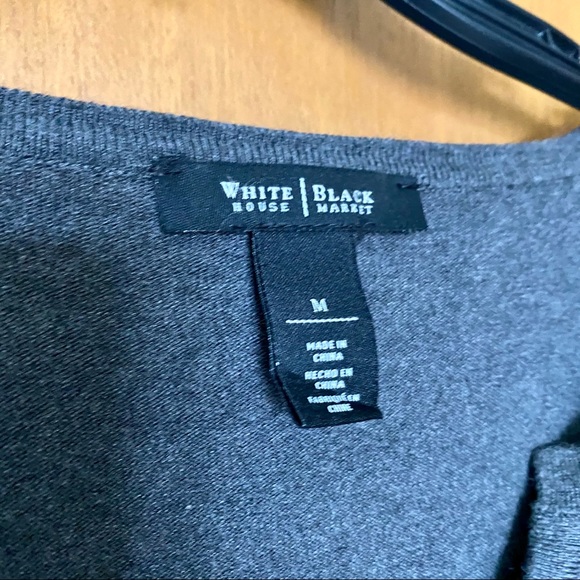 WHITE | BLACK
HOUSE | MARKET
M
MADE IN
CHINA
HECHO EN
CHINA
FABRIQUÉ EN
CHINE